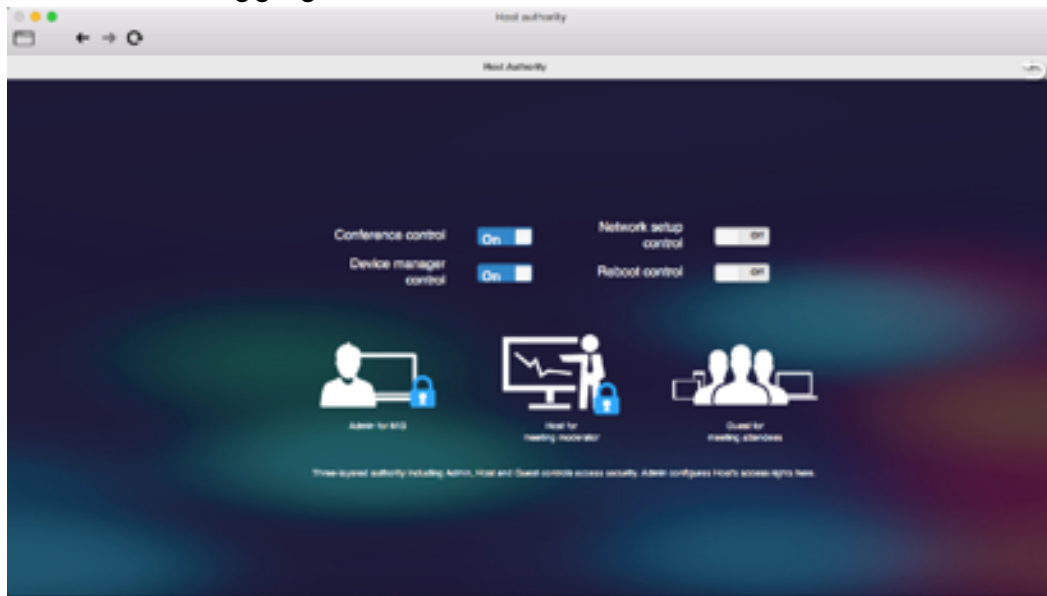 Host authority
Host Authority
Conference control
On
Network setup
control
Off
Device manager
control
On
Reboot control
Off
Admin for MIS
Host for
meeting moderator
Guest for
meeting attendees
Three-layered authority including Admin, Host and Guest controls access security. Admin configures Host's access rights here.